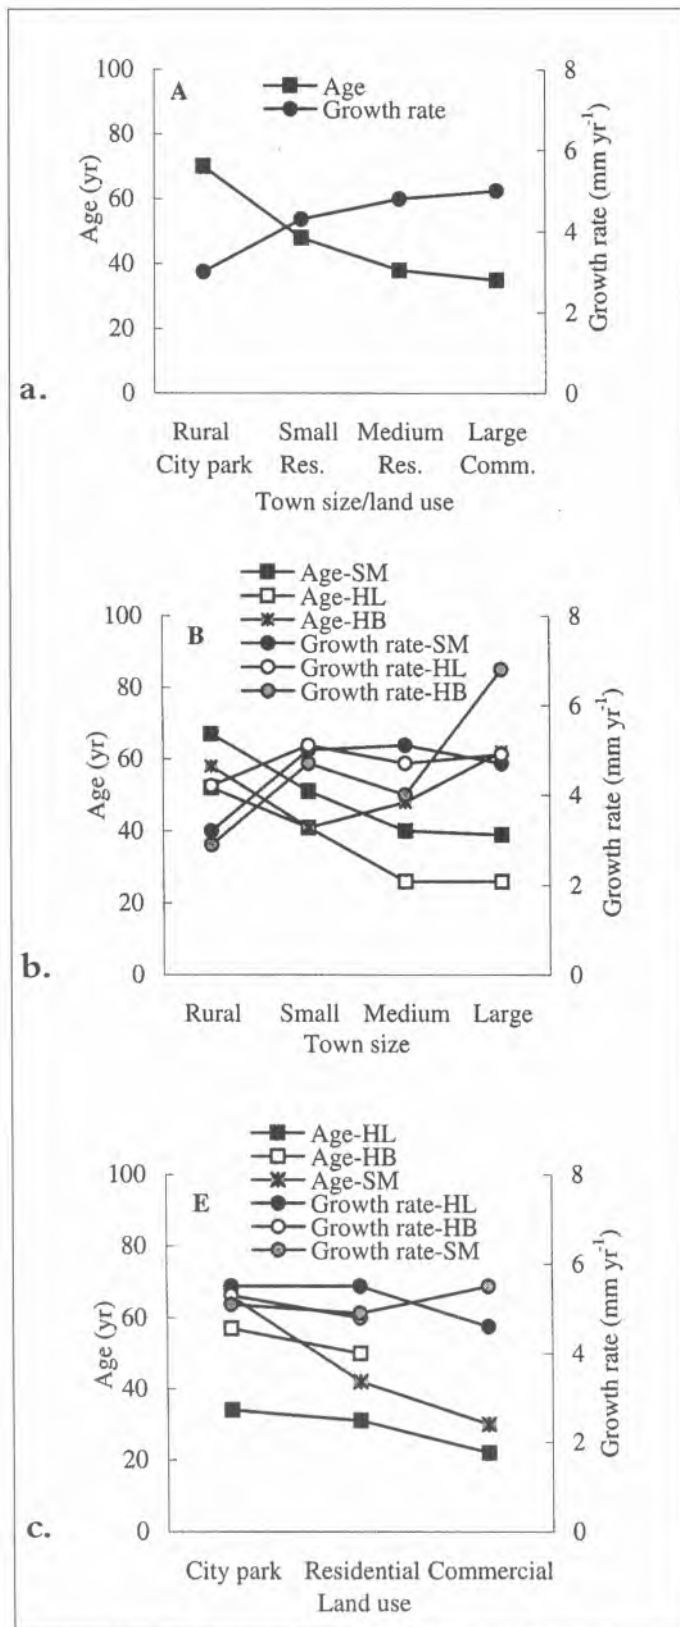 A
Age
Growth rate
100
80
60
40
20
0
Age (yr)
8
6
4
2
0
Growth rate (mm yr⁻¹)
a.
Rural Small Medium Large
City park Res. Res. Comm.
Town size/land use
B
Age-SM
Age-HL
Age-HB
Growth rate-SM
Growth rate-HL
Growth rate-HB
100
80
60
40
20
0
Age (yr)
8
6
4
2
0
Growth rate (mm yr⁻¹)
b.
Rural Small Medium Large
Town size
E
Age-HL
Age-HB
Age-SM
Growth rate-HL
Growth rate-HB
Growth rate-SM
100
80
60
40
20
0
Age (yr)
8
6
4
2
0
Growth rate (mm yr⁻¹)
c.
City park Residential Commercial
Land use